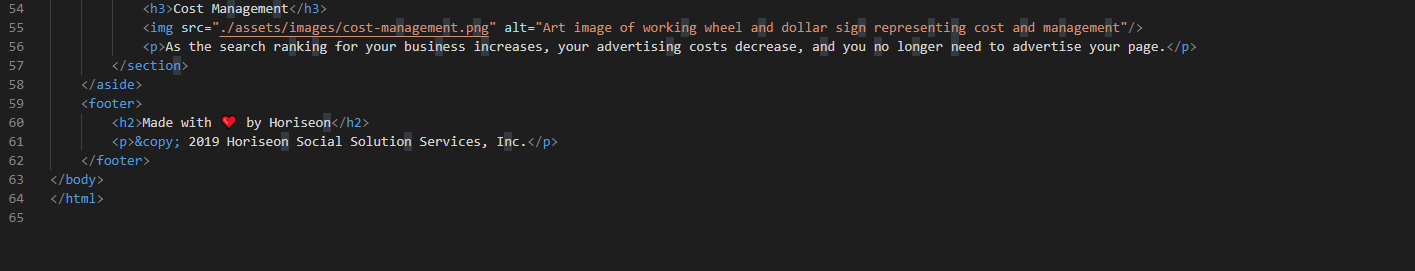 54 <h3>Cost Management</h3>
55 <img src="./assets/images/cost-management.png" alt="Art image of working wheel and dollar sign representing cost and management"/>
56 <p>As the search ranking for your business increases, your advertising costs decrease, and you no longer need to advertise your page.</p>
57 </section>
58 </aside>
59 <footer>
60 <h2>Made with ❤️ by Horiseon</h2>
61 <p>&copy; 2019 Horiseon Social Solution Services, Inc.</p>
62 </footer>
63 </body>
64 </html>
65